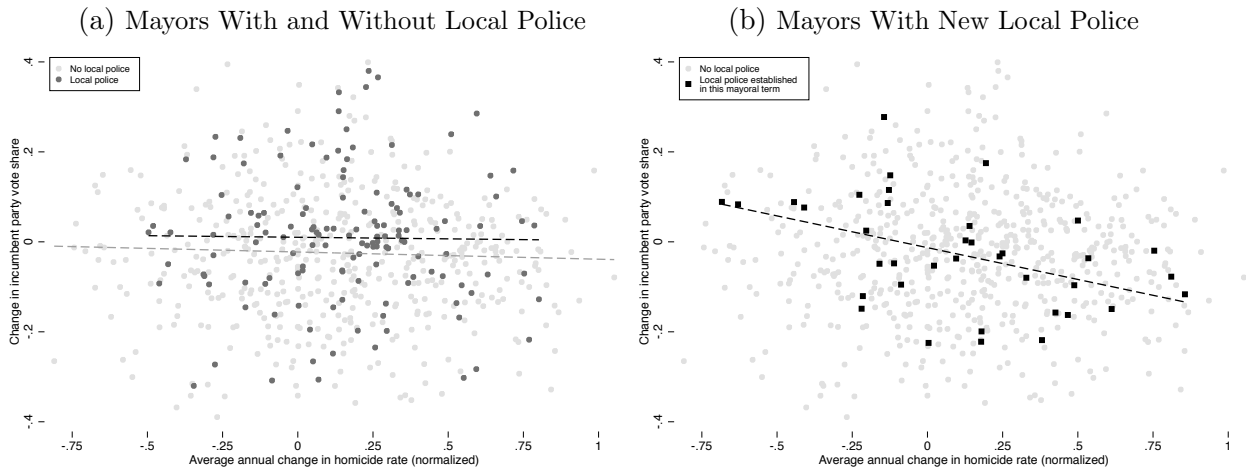 (a) Mayors With and Without Local Police
No local police
Local police
Change in incumbent party vote share
.4
.2
0
-.2
-.4
-.75
-.5
-.25
0
.25
.5
.75
1
Average annual change in homicide rate (normalized)
(b) Mayors With New Local Police
No local police
Local police established
in this mayoral term
Change in incumbent party vote share
.4
.2
0
-.2
-.4
-.75
-.5
-.25
0
.25
.5
.75
1
Average annual change in homicide rate (normalized)